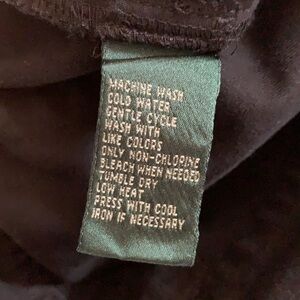 MACHINE WASH
COLD WATER
GENTLE CYCLE
WASH WITH
LIKE COLORS
ONLY NON-CHLORINE
BLEACH WHEN NEEDED
TUMBLE DRY
LOW HEAT
PRESS WITH COOL
IRON IF NECESSARY